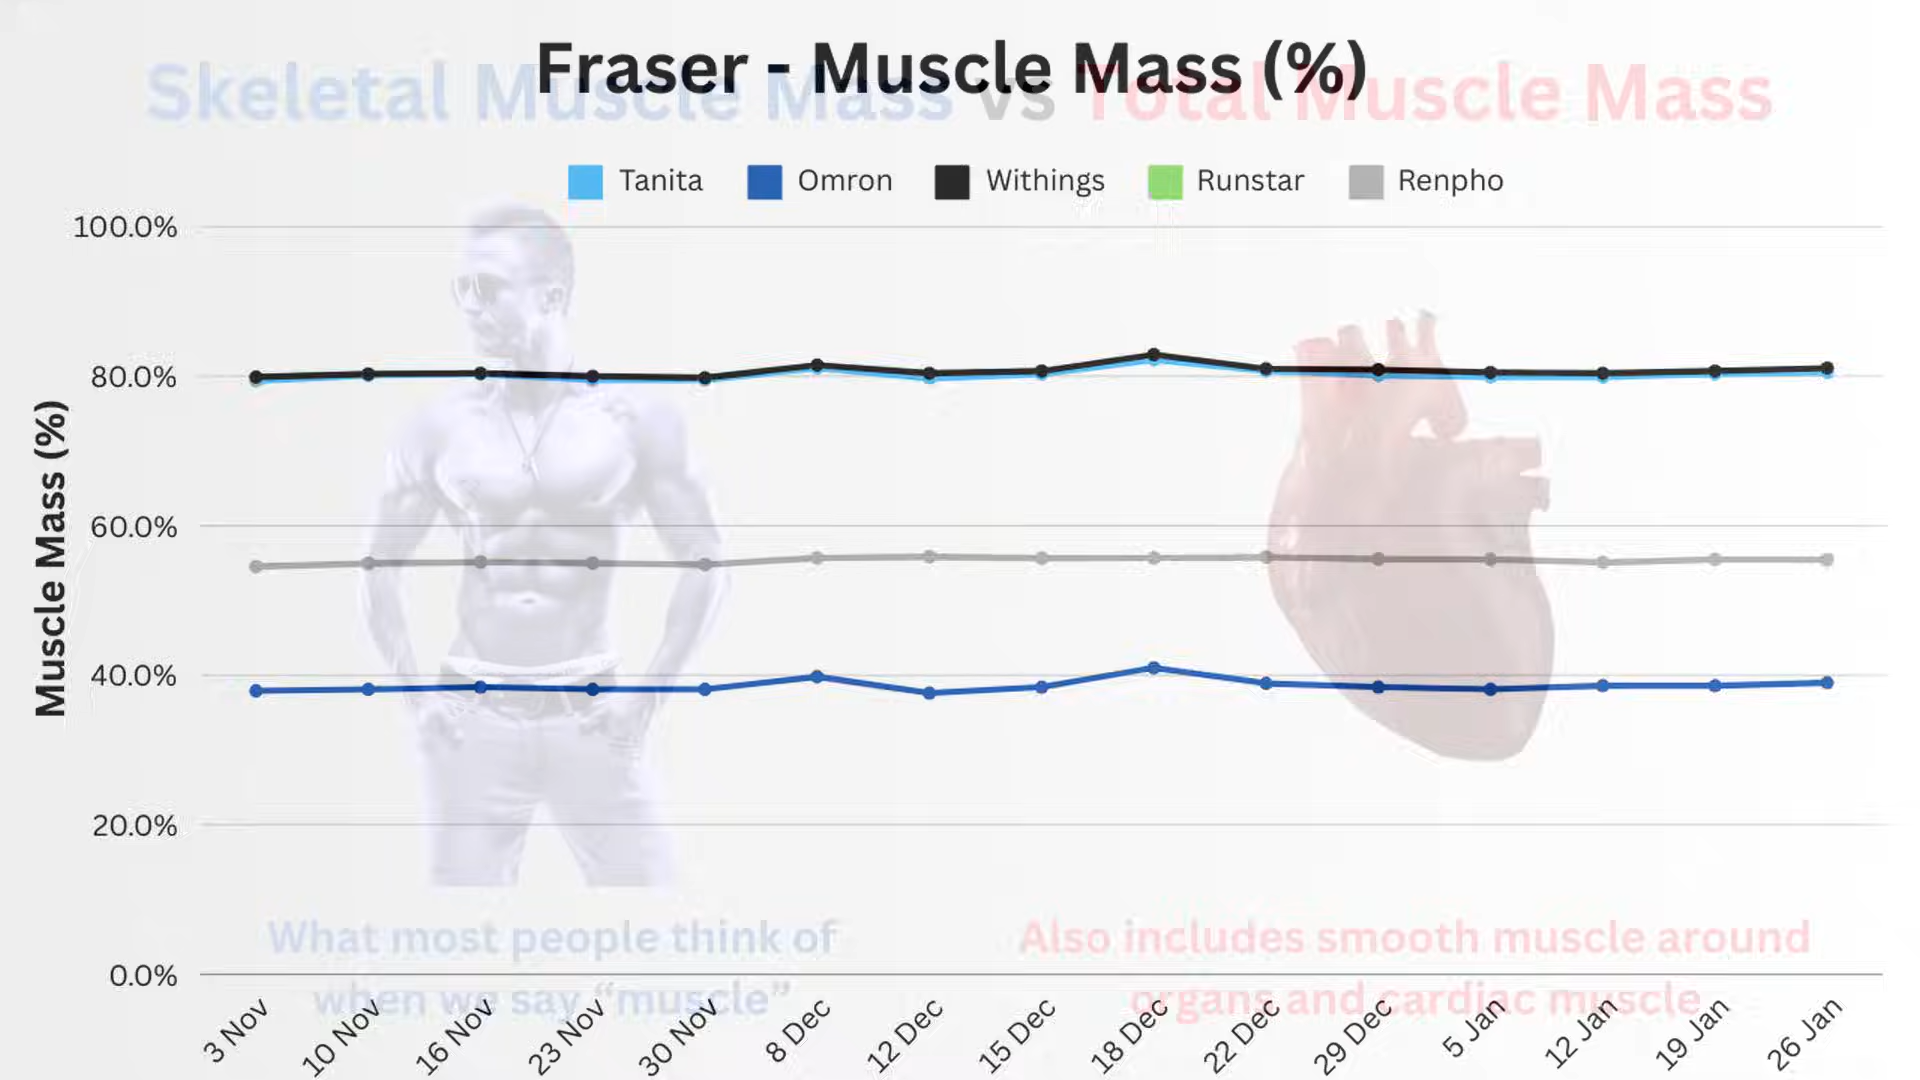 Fraser - Muscle Mass (%)
Skeletal Muscle Mass vs Total Muscle Mass
Tanita Omron Withings Runstar Renpho
Muscle Mass (%)
100.0%
80.0%
60.0%
40.0%
20.0%
0.0%
What most people think of
when we say “muscle”
Also includes smooth muscle around
organs and cardiac muscle
3 Nov 10 Nov 16 Nov 23 Nov 30 Nov 8 Dec 12 Dec 15 Dec 18 Dec 22 Dec 29 Dec 5 Jan 12 Jan 19 Jan 26 Jan